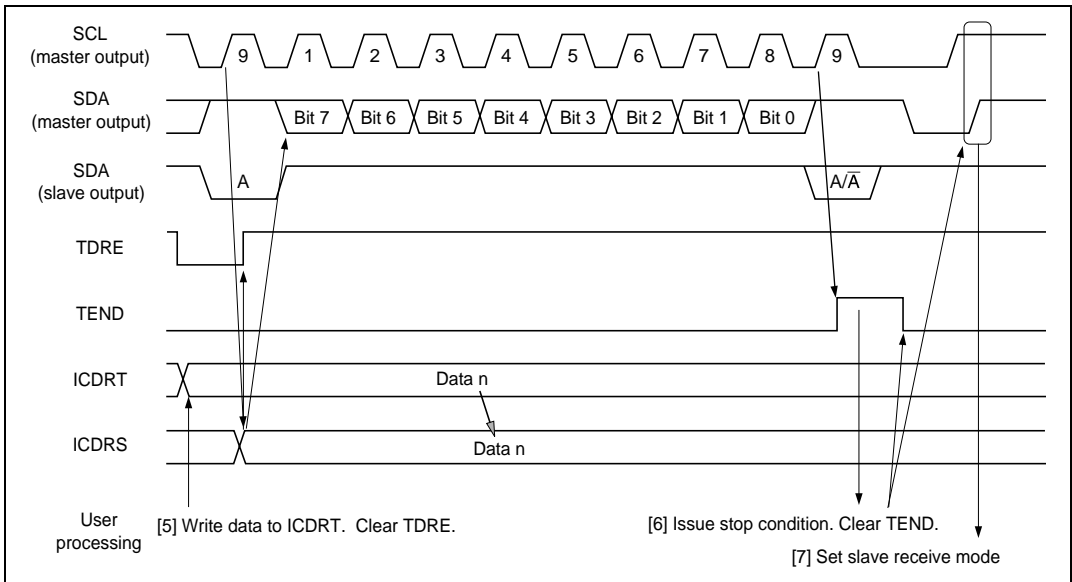 SCL
(master output)
9 1 2 3 4 5 6 7 8 9
SDA
(master output)
Bit 7 Bit 6 Bit 5 Bit 4 Bit 3 Bit 2 Bit 1 Bit 0
SDA
(slave output)
A A/A̅
TDRE
TEND
ICDRT
Data n
ICDRS
Data n
User
processing
[5] Write data to ICDRT. Clear TDRE.
[6] Issue stop condition. Clear TEND.
[7] Set slave receive mode